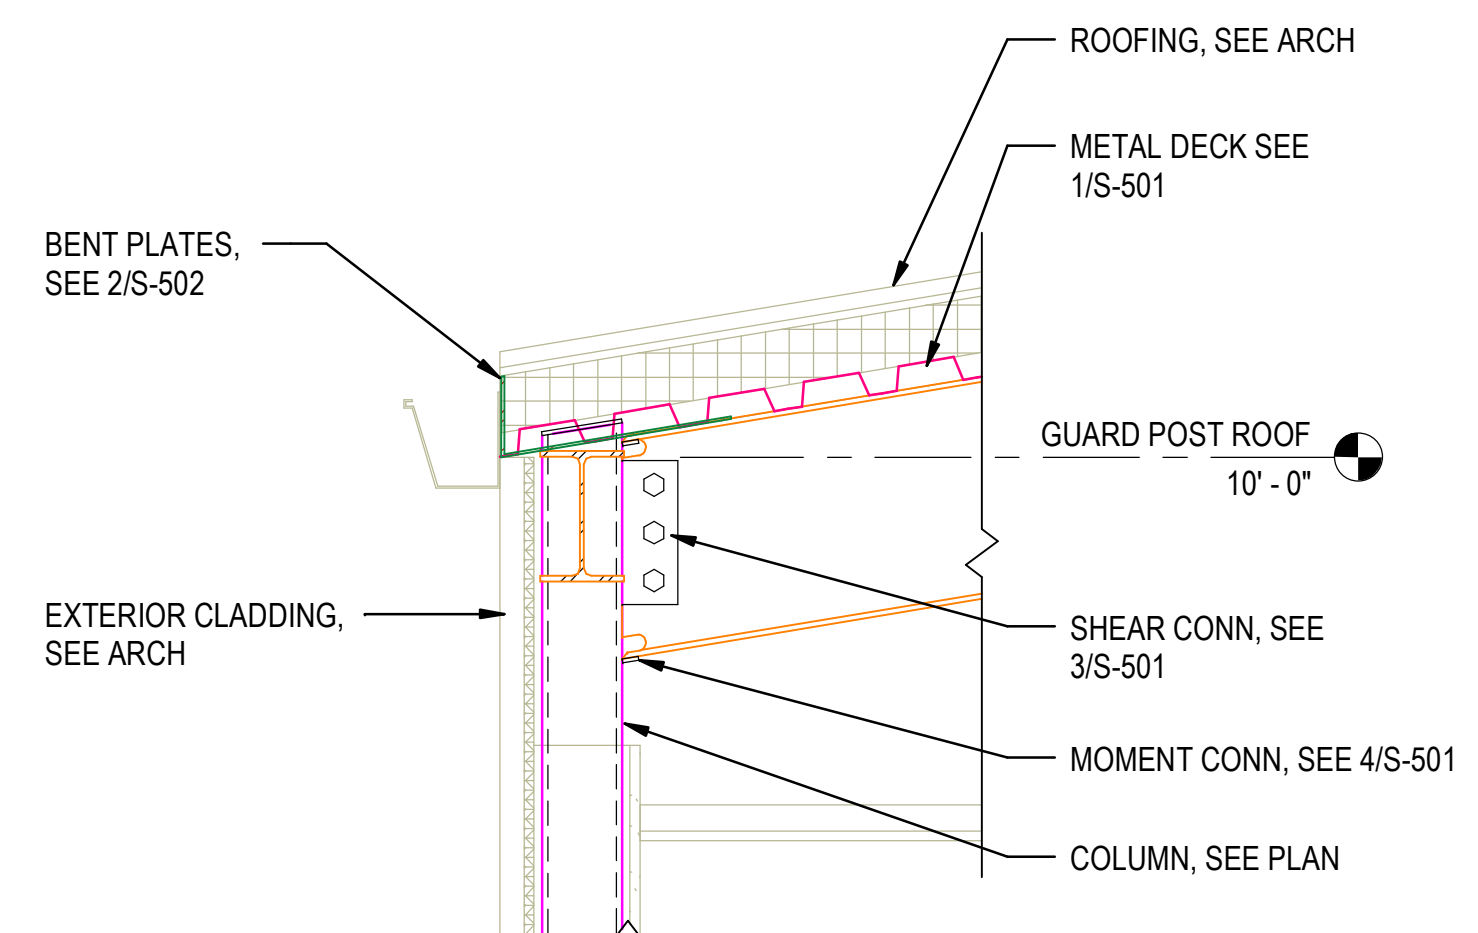 ROOFING, SEE ARCH
METAL DECK SEE
1/S-501
BENT PLATES,
SEE 2/S-502
GUARD POST ROOF
10' - 0"
EXTERIOR CLADDING,
SEE ARCH
SHEAR CONN, SEE
3/S-501
MOMENT CONN, SEE 4/S-501
COLUMN, SEE PLAN